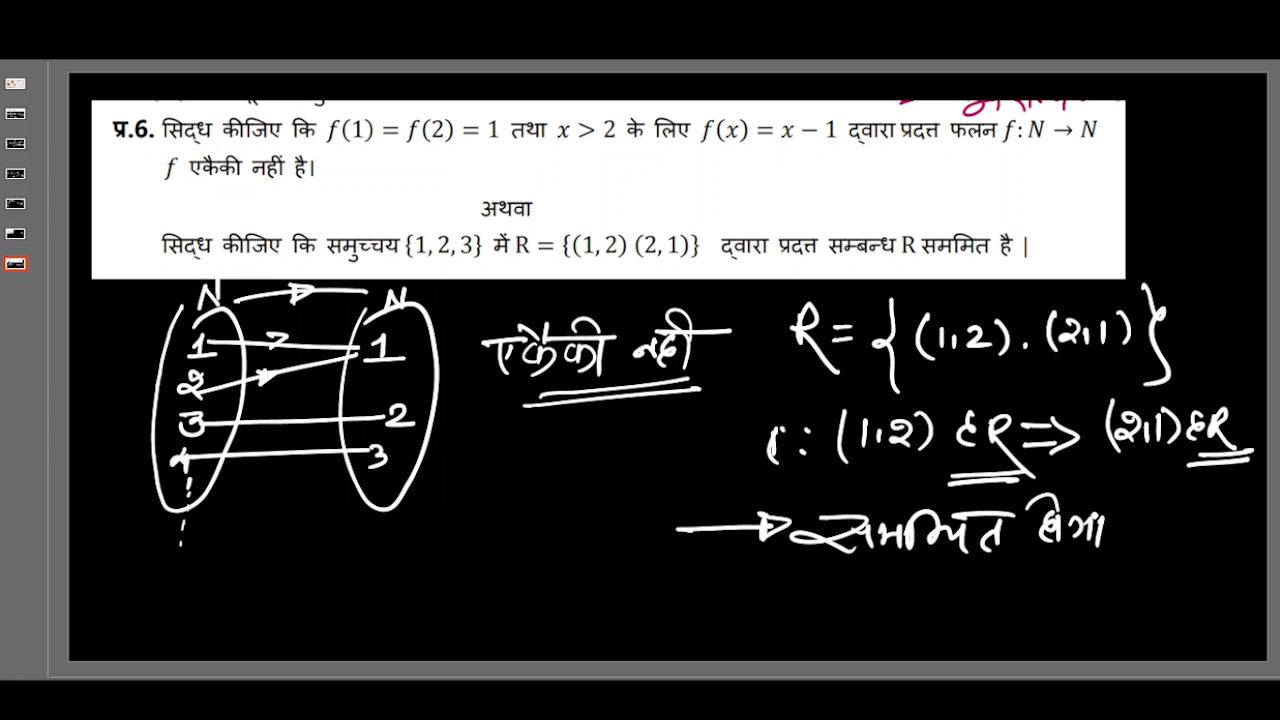 प्र.6. सिद्ध कीजिए कि f(1) = f(2) = 1 तथा x > 2 के लिए f(x) = x − 1 द्वारा प्रदत्त फलन f: N → N
f एकैकी नहीं है।
अथवा
सिद्ध कीजिए कि समुच्चय {1, 2, 3} में R = {(1, 2) (2, 1)} द्वारा प्रदत्त सम्बन्ध R सममित है |
N → N
1 1
2
3 2
4 3
एकैकी नही
R = {(1,2) . (2,1)}
(1,2) ∈ R ⇒ (2,1) ∈ R
→ सममित होगा